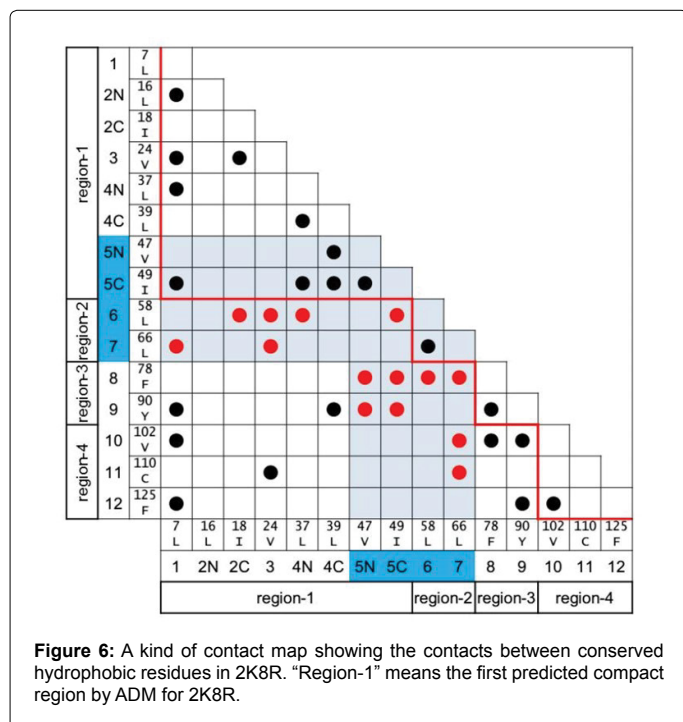 region-1
region-2
region-3
region-4
1 7 L
2N 16 L
2C 18 I
3 24 V
4N 37 L
4C 39 L
5N 47 V
5C 49 I
6 58 L
7 66 L
8 78 F
9 90 Y
10 102 V
11 110 C
12 125 F
7 16 18 24 37 39 47 49 58 66 78 90 102 110 125
L L I V L L V I L L F Y V C F
1 2N 2C 3 4N 4C 5N 5C 6 7 8 9 10 11 12
region-1 region-2 region-3 region-4
Figure 6: A kind of contact map showing the contacts between conserved
hydrophobic residues in 2K8R. “Region-1” means the first predicted compact
region by ADM for 2K8R.